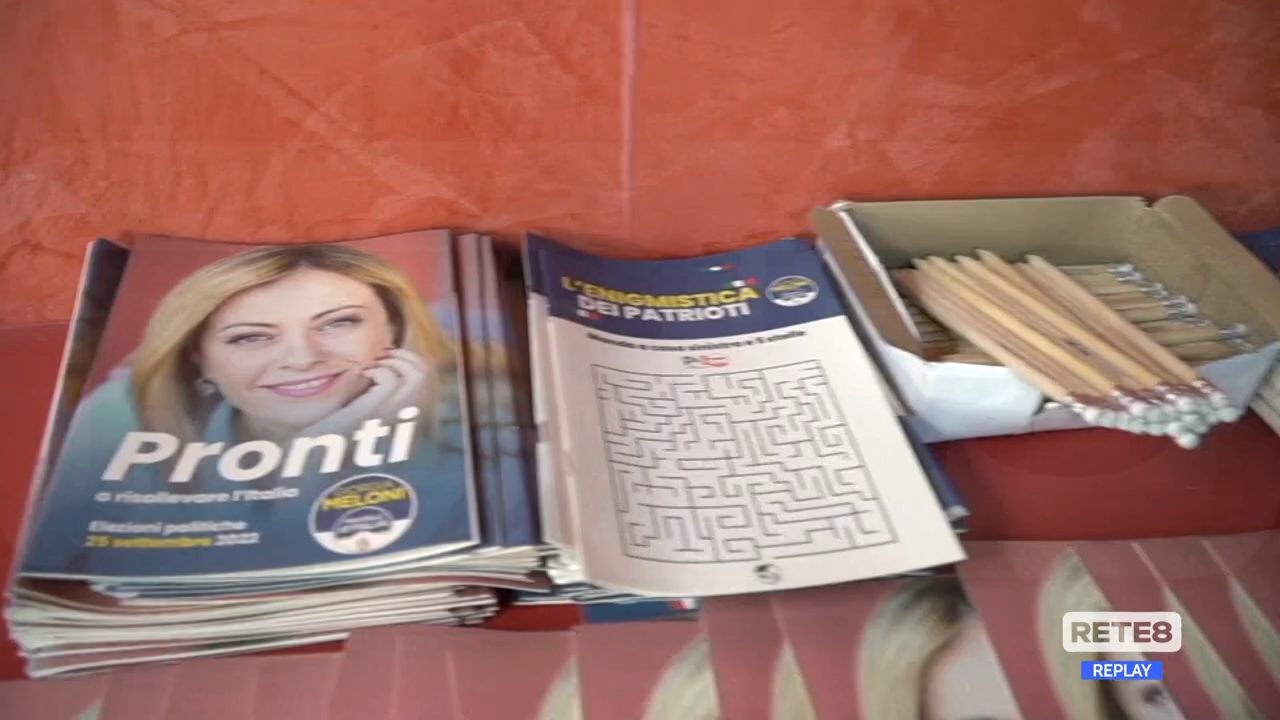 Pronti
a risollevare l'Italia
Elezioni politiche
25 settembre 2022
MELONI
L'ENIGMISTICA
DEI PATRIOTI
RETE8
REPLAY